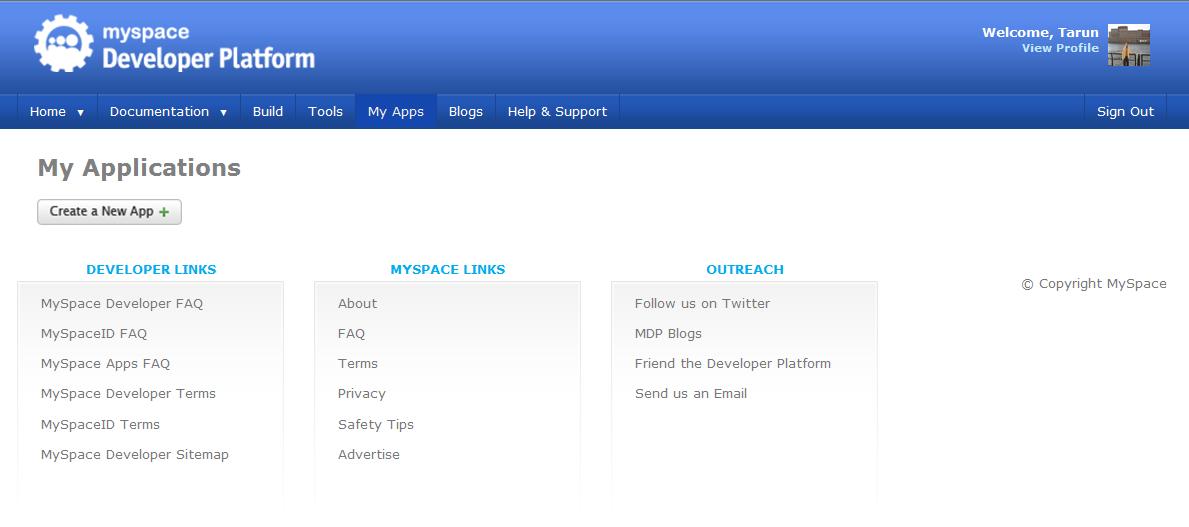 myspace
Developer Platform
Welcome, Tarun
View Profile
Home ▼ Documentation ▼ Build Tools My Apps Blogs Help & Support Sign Out
My Applications
Create a New App +
DEVELOPER LINKS
MySpace Developer FAQ
MySpaceID FAQ
MySpace Apps FAQ
MySpace Developer Terms
MySpaceID Terms
MySpace Developer Sitemap
MYSPACE LINKS
About
FAQ
Terms
Privacy
Safety Tips
Advertise
OUTREACH
Follow us on Twitter
MDP Blogs
Friend the Developer Platform
Send us an Email
© Copyright MySpace